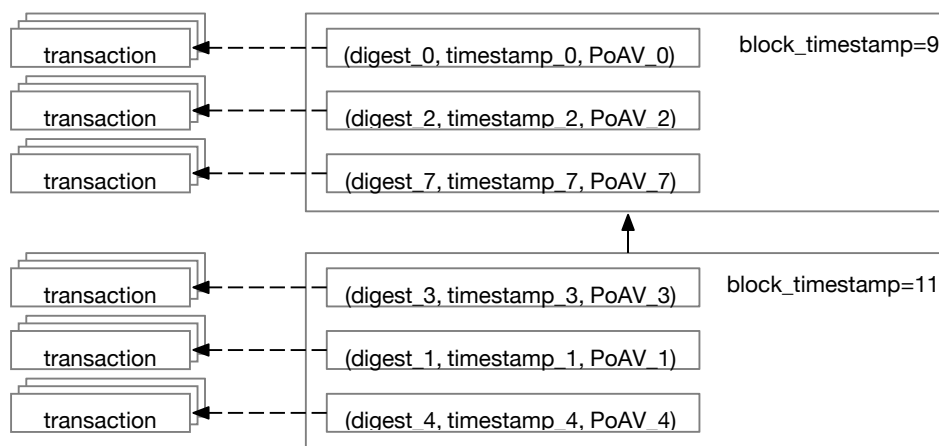 transaction (digest_0, timestamp_0, PoAV_0) block_timestamp=9
transaction (digest_2, timestamp_2, PoAV_2)
transaction (digest_7, timestamp_7, PoAV_7)
transaction (digest_3, timestamp_3, PoAV_3) block_timestamp=11
transaction (digest_1, timestamp_1, PoAV_1)
transaction (digest_4, timestamp_4, PoAV_4)